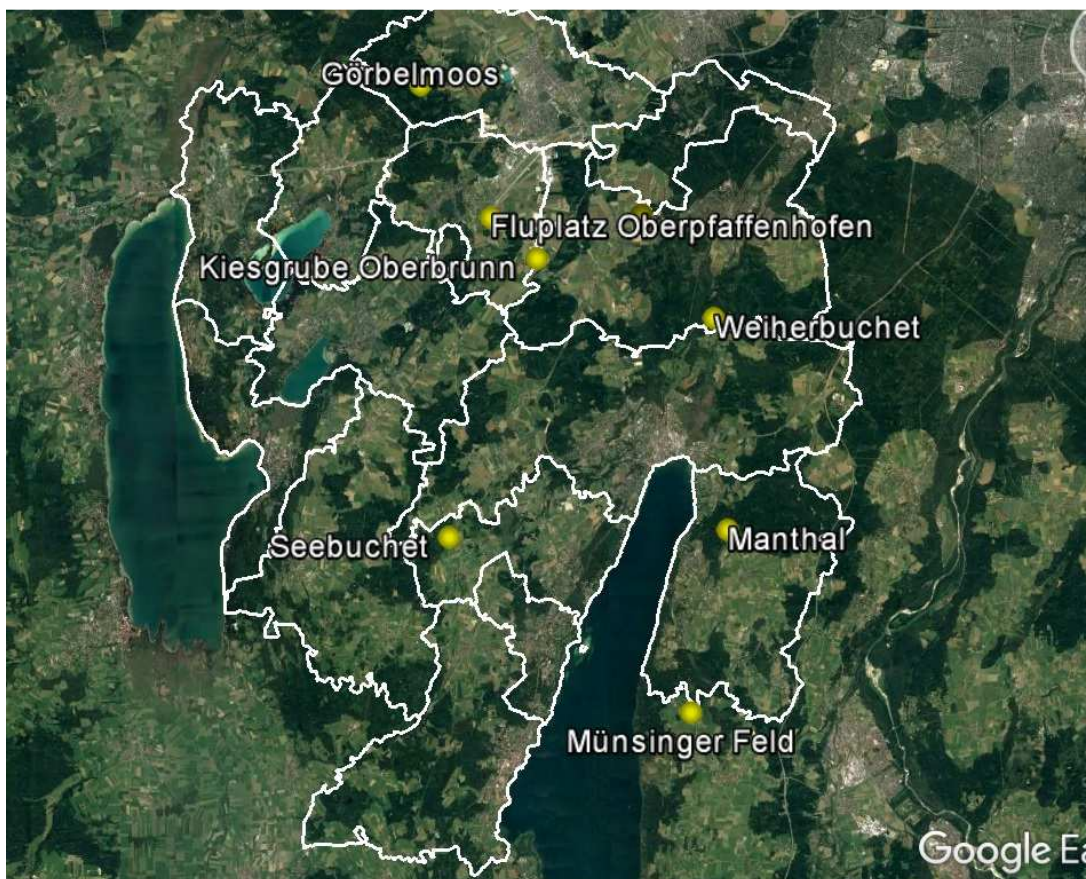 Görbelmoos
Fluplatz Oberpfaffenhofen
Kiesgrube Oberbrunn
Weiherbuchet
Seebuchet
Manthal
Münsinger Feld
Google Ea